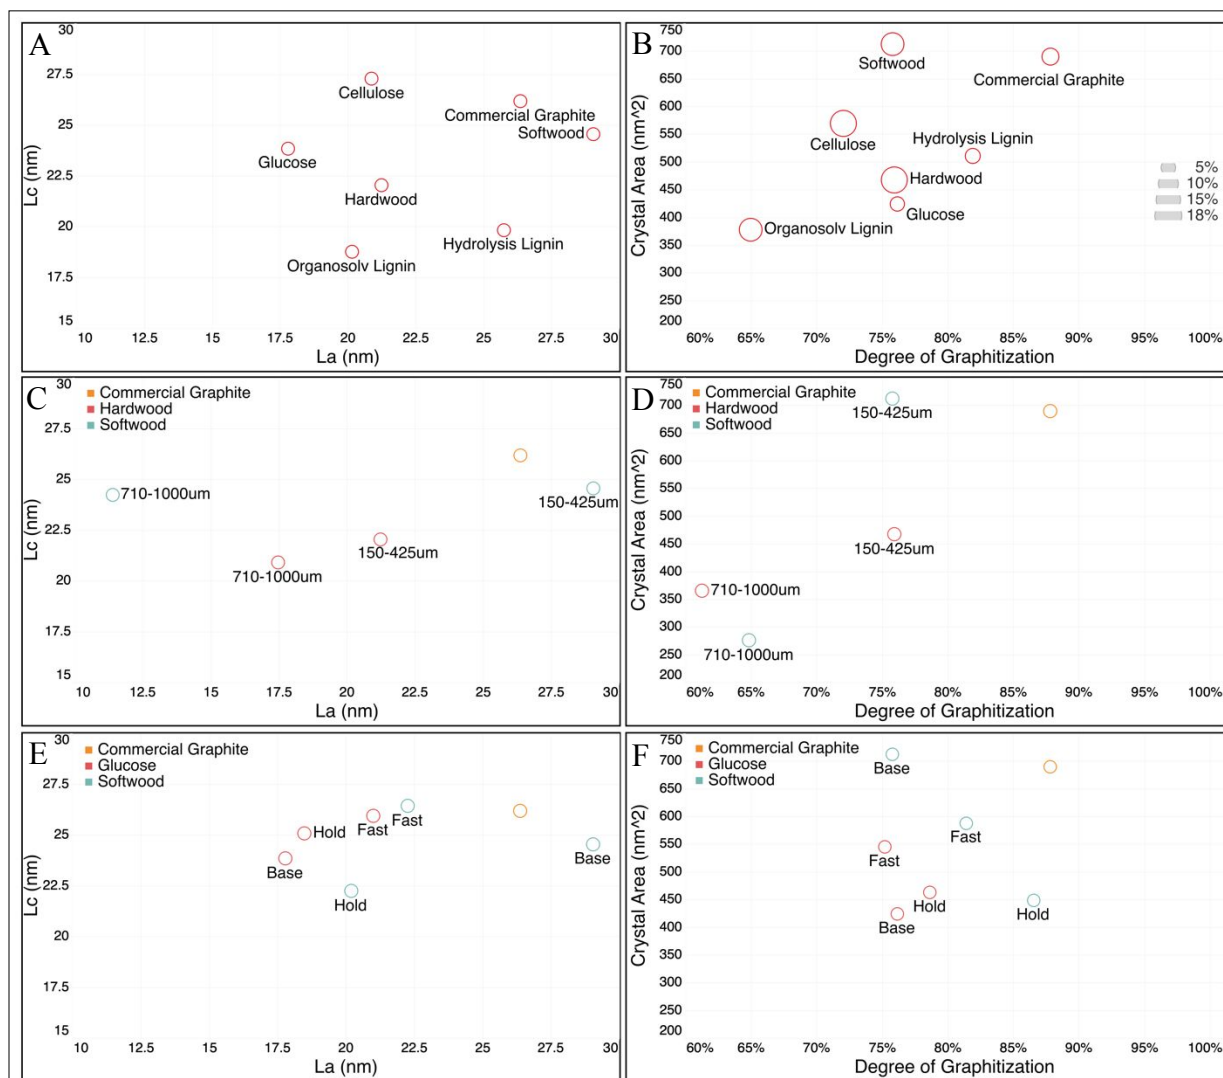 A
30
27.5
25
22.5
20
17.5
15
Lc (nm)
Cellulose
Commercial Graphite
Softwood
Glucose
Hardwood
Hydrolysis Lignin
Organosolv Lignin
10 12.5 15 17.5 20 22.5 25 27.5 30
La (nm)
B
750
700
650
600
550
500
450
400
350
300
250
200
Crystal Area (nm^2)
Softwood
Commercial Graphite
Cellulose
Hydrolysis Lignin
Hardwood
Glucose
Organosolv Lignin
5%
10%
15%
18%
60% 65% 70% 75% 80% 85% 90% 95% 100%
Degree of Graphitization
C
Commercial Graphite
Hardwood
Softwood
30
27.5
25
22.5
20
17.5
15
Lc (nm)
710-1000um
150-425um
150-425um
710-1000um
10 12.5 15 17.5 20 22.5 25 27.5 30
La (nm)
D
Commercial Graphite
Hardwood
Softwood
750
700
650
600
550
500
450
400
350
300
250
200
Crystal Area (nm^2)
150-425um
150-425um
710-1000um
710-1000um
60% 65% 70% 75% 80% 85% 90% 95% 100%
Degree of Graphitization
E
Commercial Graphite
Glucose
Softwood
30
27.5
25
22.5
20
17.5
15
Lc (nm)
Hold
Fast
Fast
Base
Base
Hold
10 12.5 15 17.5 20 22.5 25 27.5 30
La (nm)
F
Commercial Graphite
Glucose
Softwood
750
700
650
600
550
500
450
400
350
300
250
200
Crystal Area (nm^2)
Base
Fast
Fast
Hold
Hold
Base
60% 65% 70% 75% 80% 85% 90% 95% 100%
Degree of Graphitization